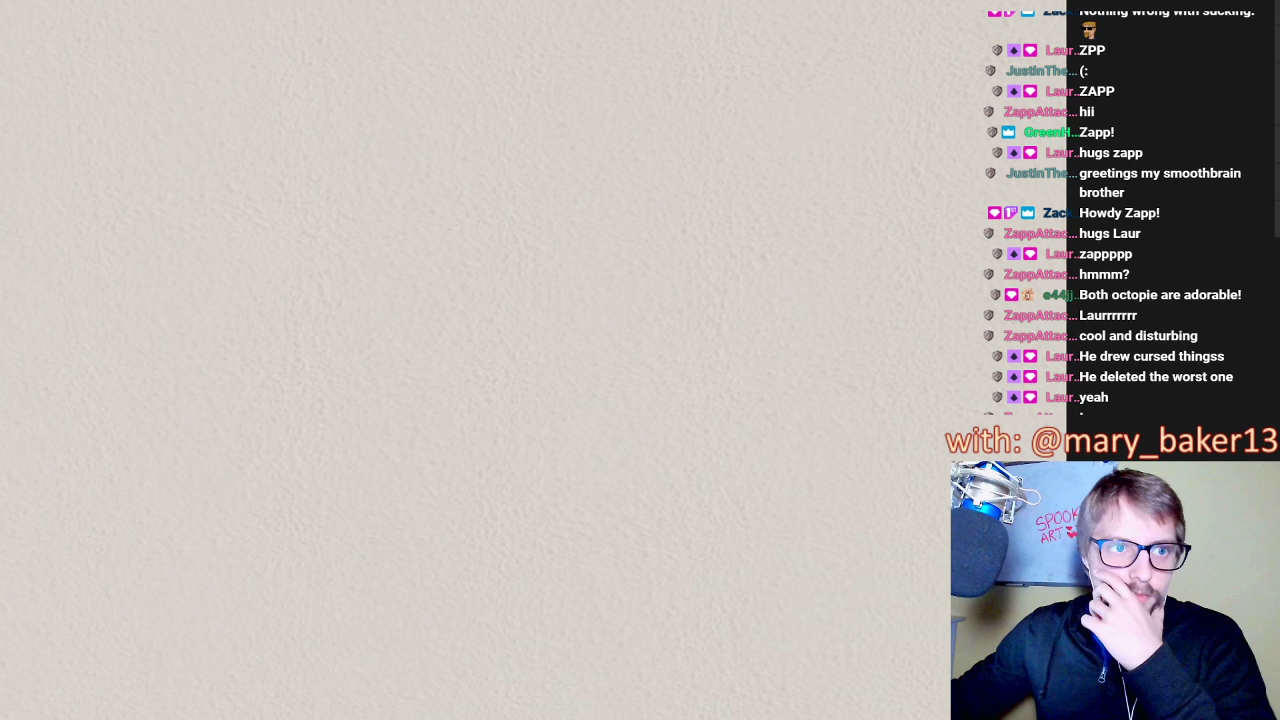 Zack Nothing wrong with sucking.
Laur.. ZPP
JustinThe... (:
Laur.. ZAPP
ZappAttac... hii
GreenH... Zapp!
Laur.. hugs zapp
JustinThe... greetings my smoothbrain
brother
Zack Howdy Zapp!
ZappAttac... hugs Laur
Laur.. zappppp
ZappAttac... hmmm?
e44jj.. Both octopie are adorable!
ZappAttac... Laurrrrrrr
ZappAttac... cool and disturbing
Laur.. He drew cursed thingss
Laur.. He deleted the worst one
Laur.. yeah
with: @mary_baker13
SPOOK
ART